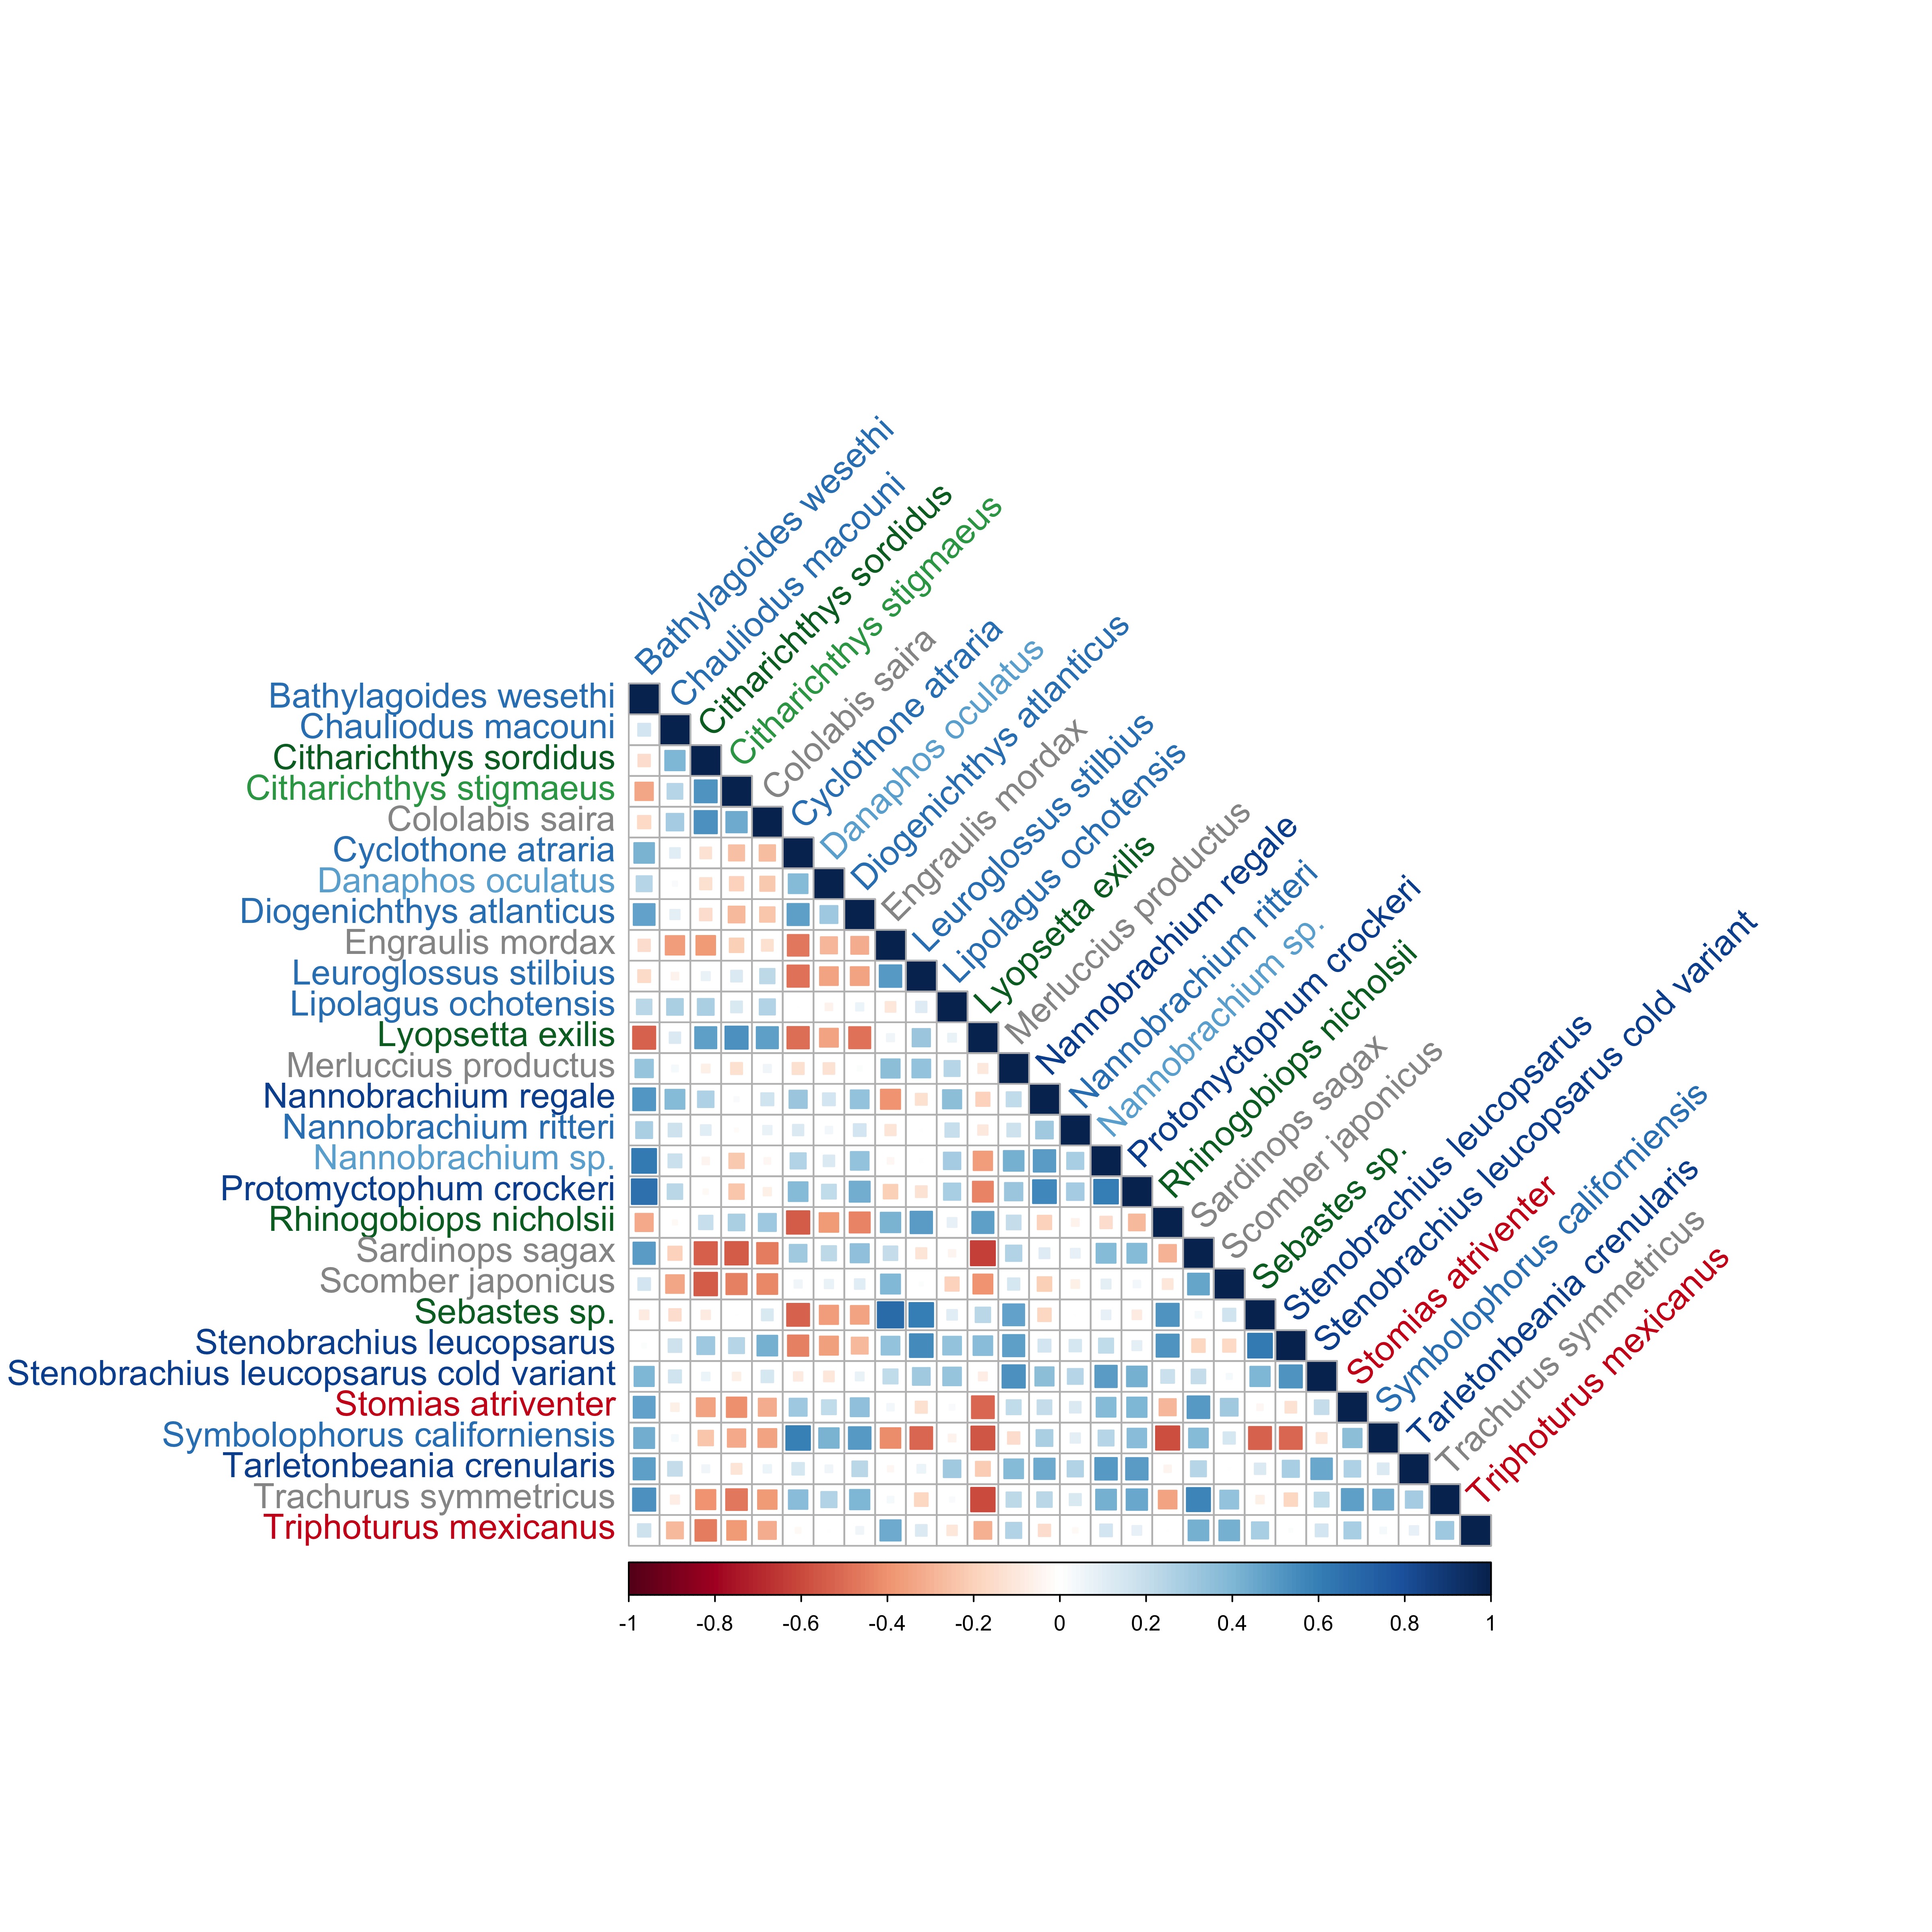 Bathylagoides wesethi
Chauliodus macouni
Citharichthys sordidus
Citharichthys stigmaeus
Cololabis saira
Cyclothone atraria
Danaphos oculatus
Diogenichthys atlanticus
Engraulis mordax
Leuroglossus stilbius
Lipolagus ochotensis
Lyopsetta exilis
Merluccius productus
Nannobrachium regale
Nannobrachium ritteri
Nannobrachium sp.
Protomyctophum crockeri
Rhinogobiops nicholsii
Sardinops sagax
Scomber japonicus
Sebastes sp.
Stenobrachius leucopsarus
Stenobrachius leucopsarus cold variant
Stomias atriventer
Symbolophorus californiensis
Tarletonbeania crenularis
Trachurus symmetricus
Triphoturus mexicanus
Bathylagoides wesethi
Chauliodus macouni
Citharichthys sordidus
Citharichthys stigmaeus
Cololabis saira
Cyclothone atraria
Danaphos oculatus
Diogenichthys atlanticus
Engraulis mordax
Leuroglossus stilbius
Lipolagus ochotensis
Lyopsetta exilis
Merluccius productus
Nannobrachium regale
Nannobrachium ritteri
Nannobrachium sp.
Protomyctophum crockeri
Rhinogobiops nicholsii
Sardinops sagax
Scomber japonicus
Sebastes sp.
Stenobrachius leucopsarus
Stenobrachius leucopsarus cold variant
Stomias atriventer
Symbolophorus californiensis
Tarletonbeania crenularis
Trachurus symmetricus
Triphoturus mexicanus
-1 -0.8 -0.6 -0.4 -0.2 0 0.2 0.4 0.6 0.8 1